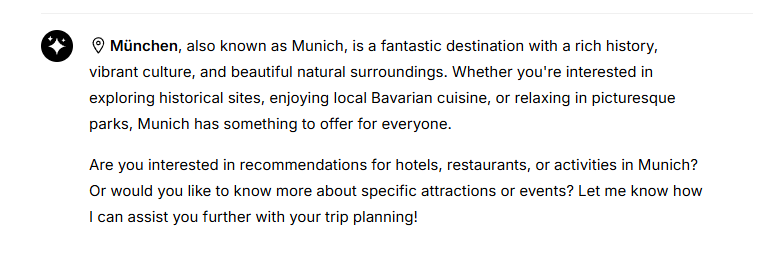 München, also known as Munich, is a fantastic destination with a rich history,
vibrant culture, and beautiful natural surroundings. Whether you're interested in
exploring historical sites, enjoying local Bavarian cuisine, or relaxing in picturesque
parks, Munich has something to offer for everyone.
Are you interested in recommendations for hotels, restaurants, or activities in Munich?
Or would you like to know more about specific attractions or events? Let me know how
I can assist you further with your trip planning!